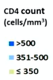 CD4 count
(cells/mm³)
>500
351-500
≤ 350